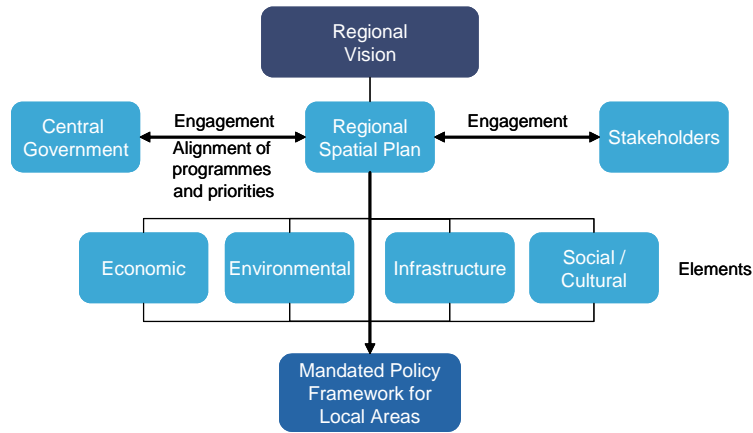 Regional
Vision
Central
Government
Engagement
Alignment of
programmes
and priorities
Regional
Spatial Plan
Engagement
Stakeholders
Economic
Environmental
Infrastructure
Social /
Cultural
Elements
Mandated Policy
Framework for
Local Areas